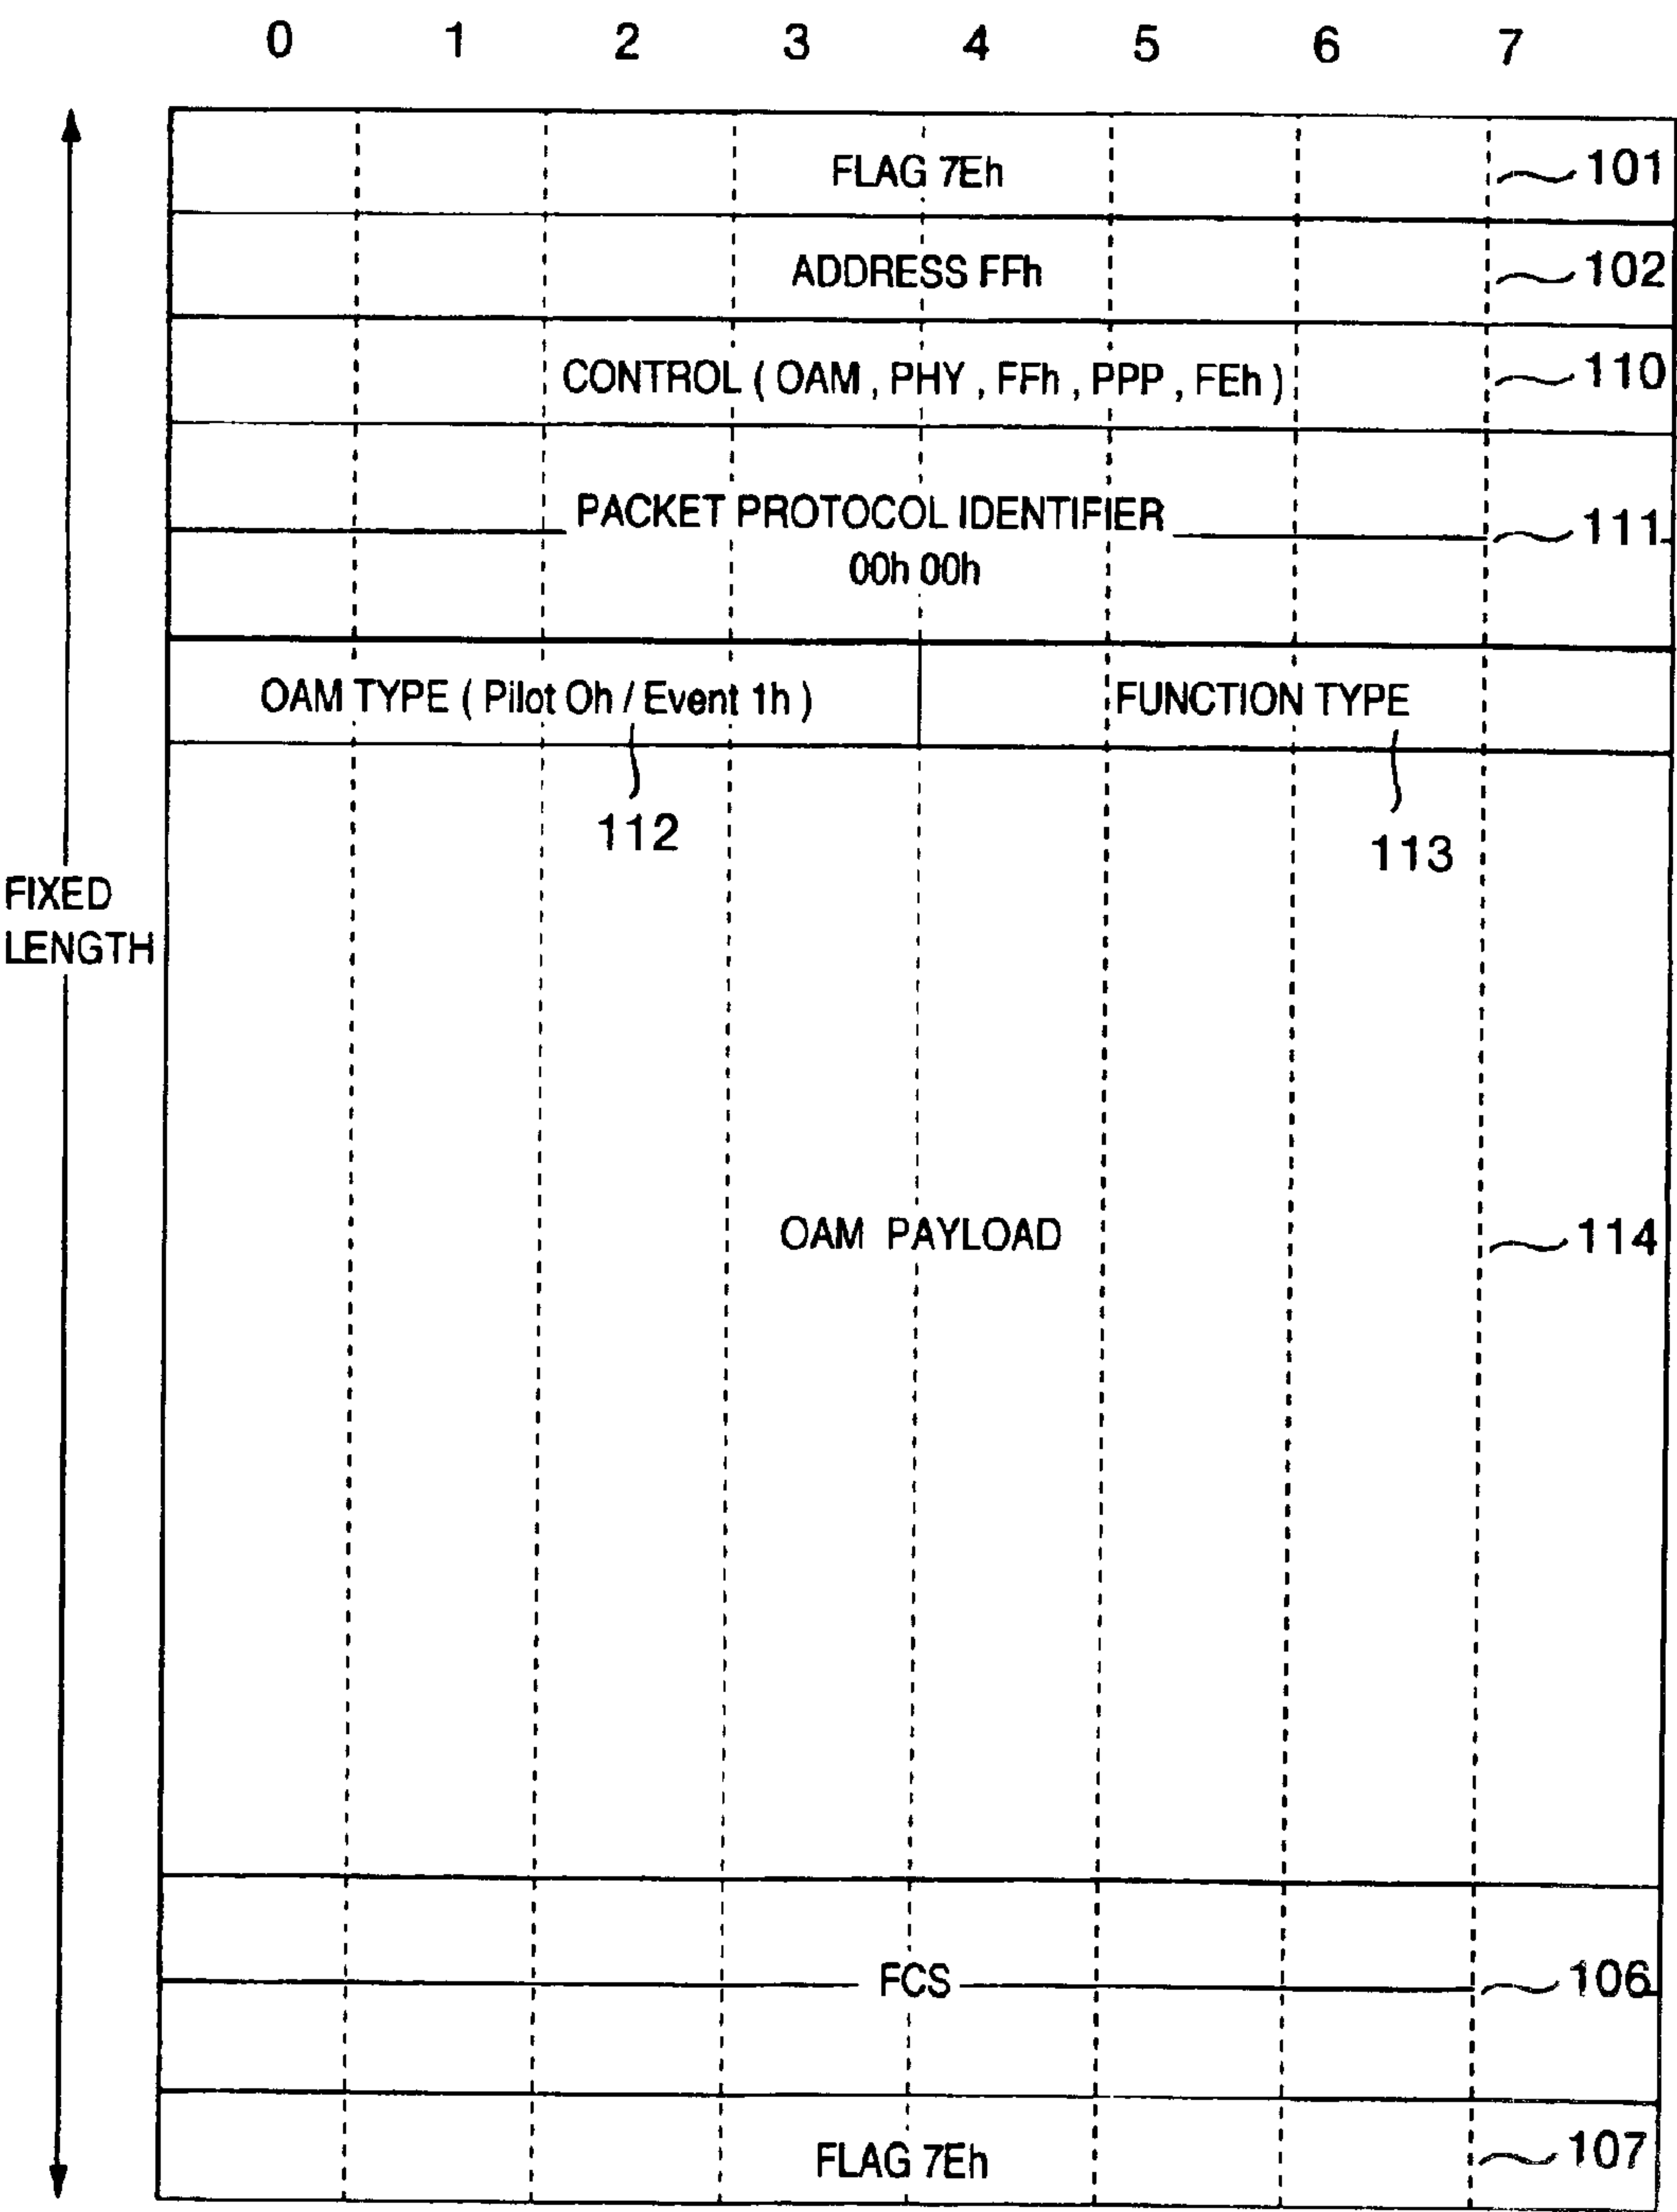 0 1 2 3 4 5 6 7
FLAG 7Eh 101
ADDRESS FFh 102
CONTROL ( OAM , PHY , FFh , PPP , FEh ) 110
PACKET PROTOCOL IDENTIFIER 111
00h 00h
OAM TYPE ( Pilot 0h / Event 1h ) FUNCTION TYPE
112 113
FIXED
LENGTH
OAM PAYLOAD 114
FCS 106
FLAG 7Eh 107